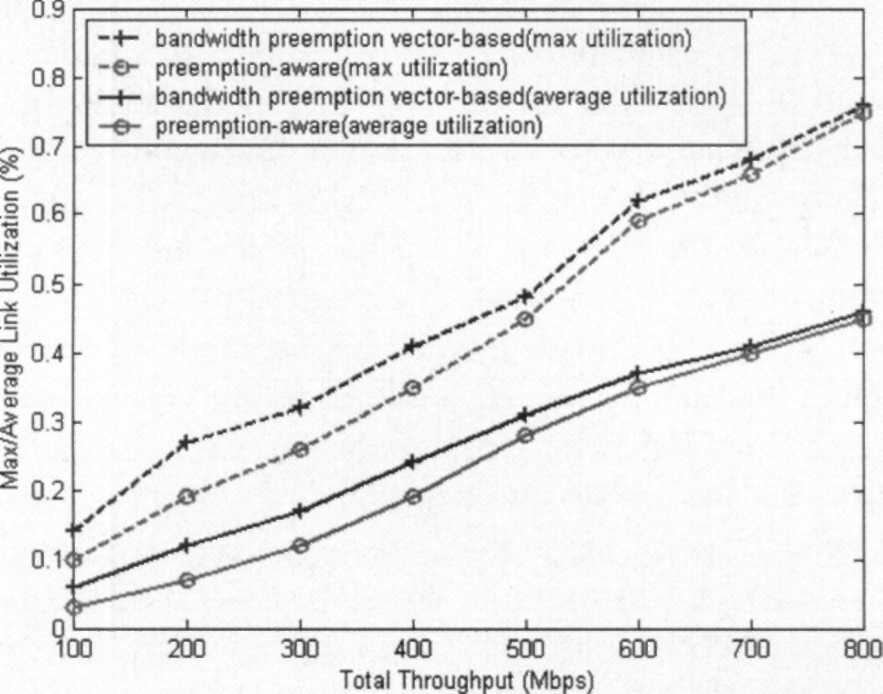 0.9
0.8
0.7
0.6
0.5
0.4
0.3
0.2
0.1
0
Max/Average Link Utilization (%)
bandwidth preemption vector-based(max utilization)
preemption-aware(max utilization)
bandwidth preemption vector-based(average utilization)
preemption-aware(average utilization)
100 200 300 400 500 600 700 800
Total Throughput (Mbps)